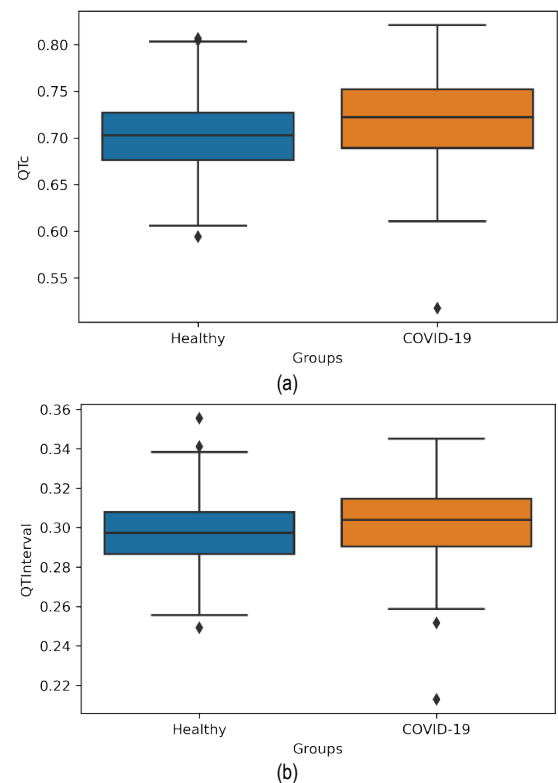 0.80
0.75
0.70
0.65
0.60
0.55
QTc
Healthy COVID-19
Groups
(a)
0.36
0.34
0.32
0.30
0.28
0.26
0.24
0.22
QTInterval
Healthy COVID-19
Groups
(b)